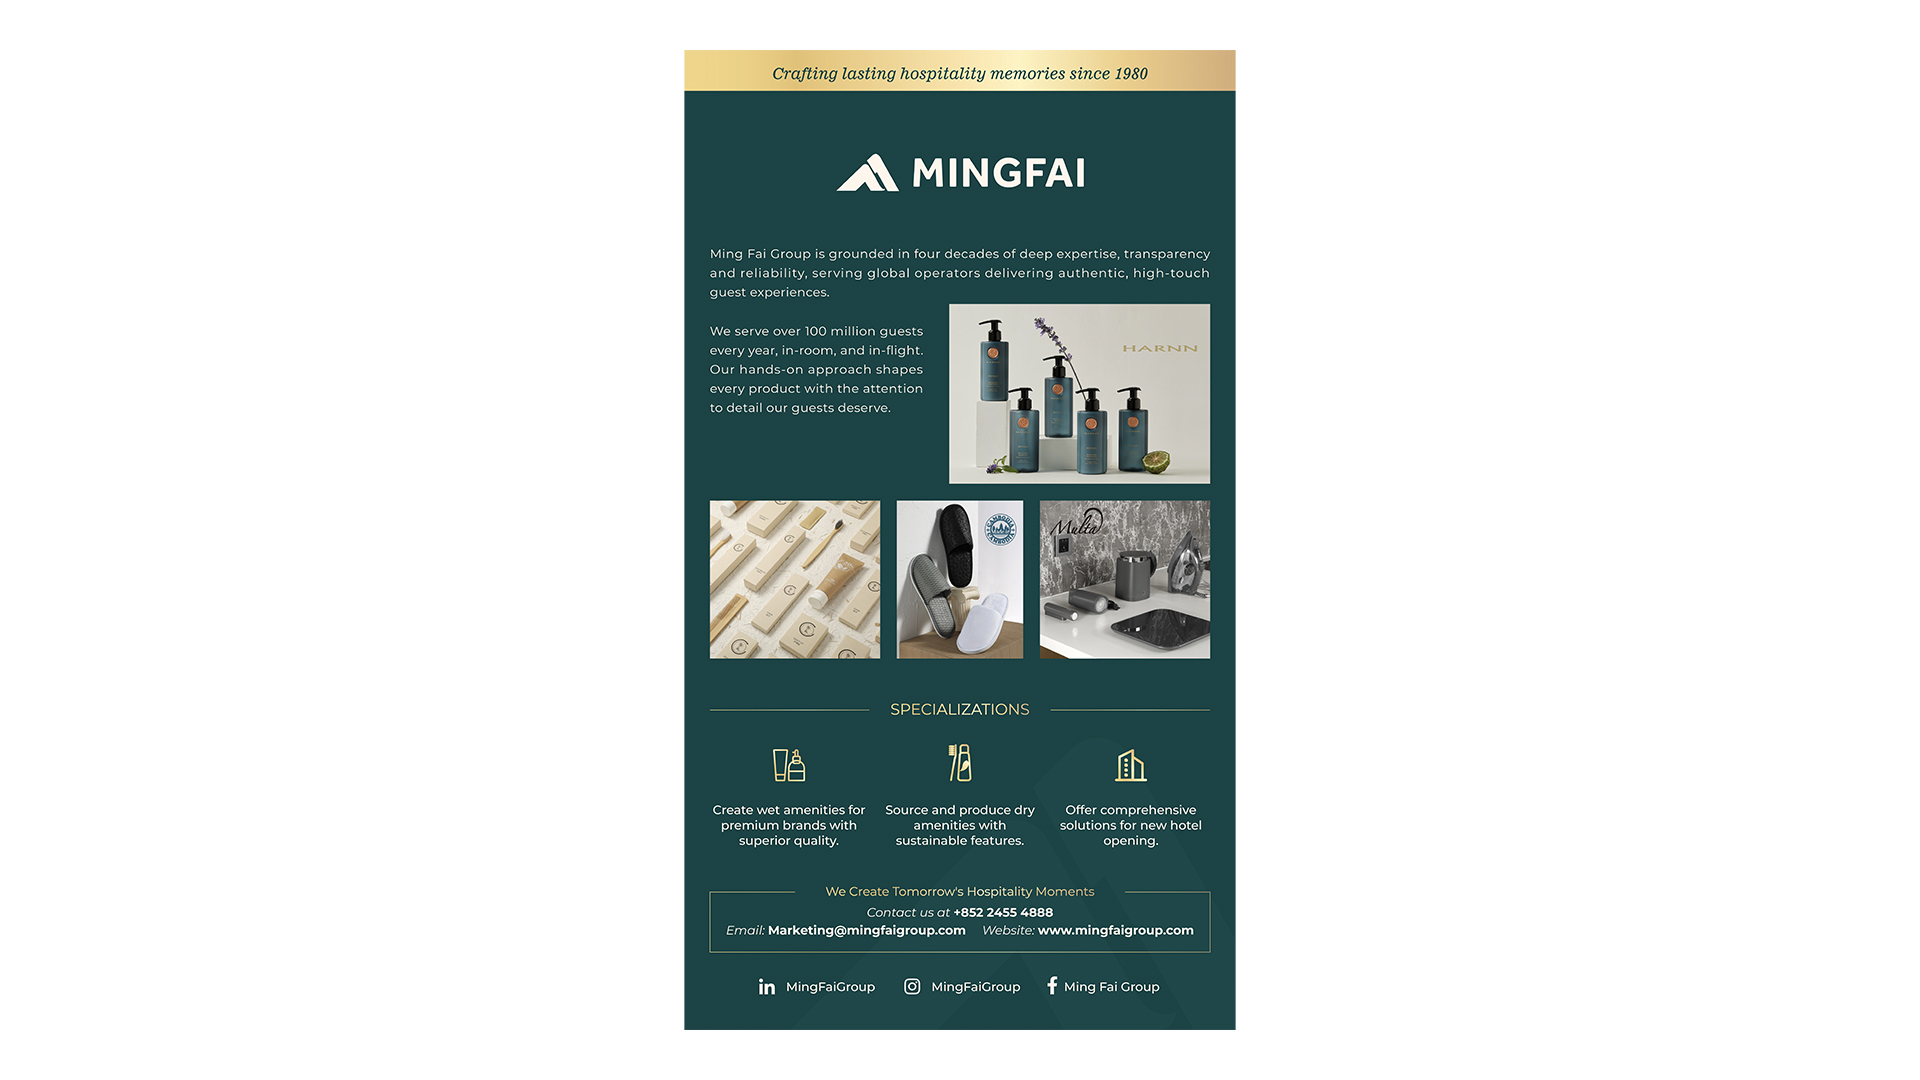 Crafting lasting hospitality memories since 1980
MINGFAI
Ming Fai Group is grounded in four decades of deep expertise, transparency
and reliability, serving global operators delivering authentic, high-touch
guest experiences.
We serve over 100 million guests
every year, in-room, and in-flight.
Our hands-on approach shapes
every product with the attention
to detail our guests deserve.
HARNN
CAMBODIA
CAMBODIA
Multa
SPECIALIZATIONS
Create wet amenities for
premium brands with
superior quality.
Source and produce dry
amenities with
sustainable features.
Offer comprehensive
solutions for new hotel
opening.
We Create Tomorrow's Hospitality Moments
Contact us at +852 2455 4888
Email: Marketing@mingfaigroup.com Website: www.mingfaigroup.com
MingFaiGroup MingFaiGroup Ming Fai Group